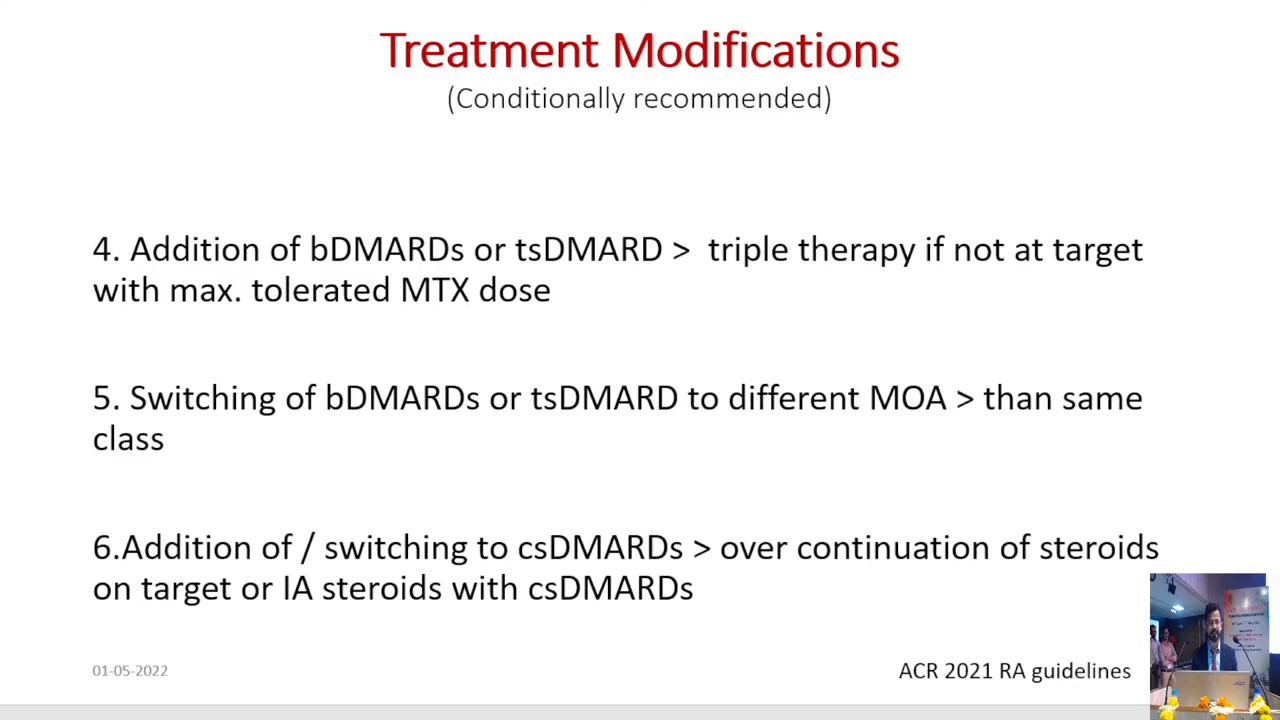 Treatment Modifications
(Conditionally recommended)
4. Addition of bDMARDs or tsDMARD > triple therapy if not at target
with max. tolerated MTX dose
5. Switching of bDMARDs or tsDMARD to different MOA > than same
class
6.Addition of / switching to csDMARDs > over continuation of steroids
on target or IA steroids with csDMARDs
01-05-2022
ACR 2021 RA guidelines